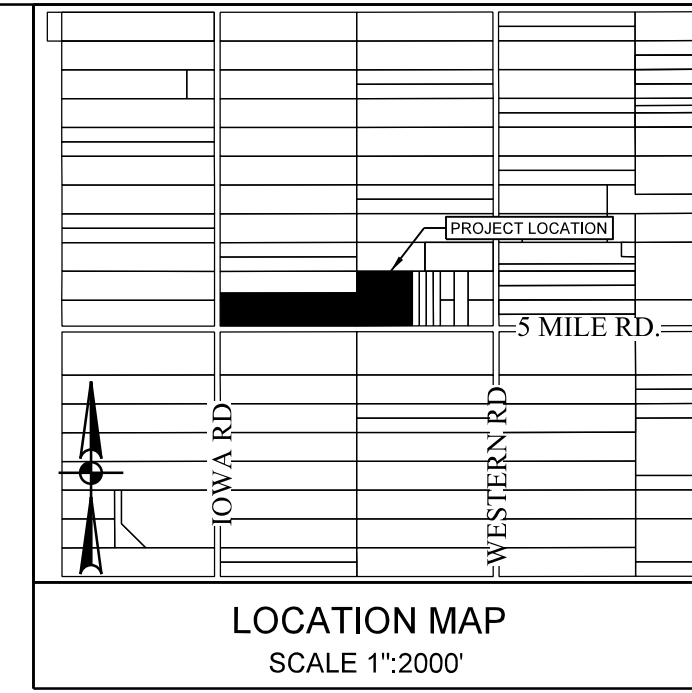 PROJECT LOCATION
5 MILE RD.
IOWA RD
WESTERN RD
LOCATION MAP
SCALE 1":2000'